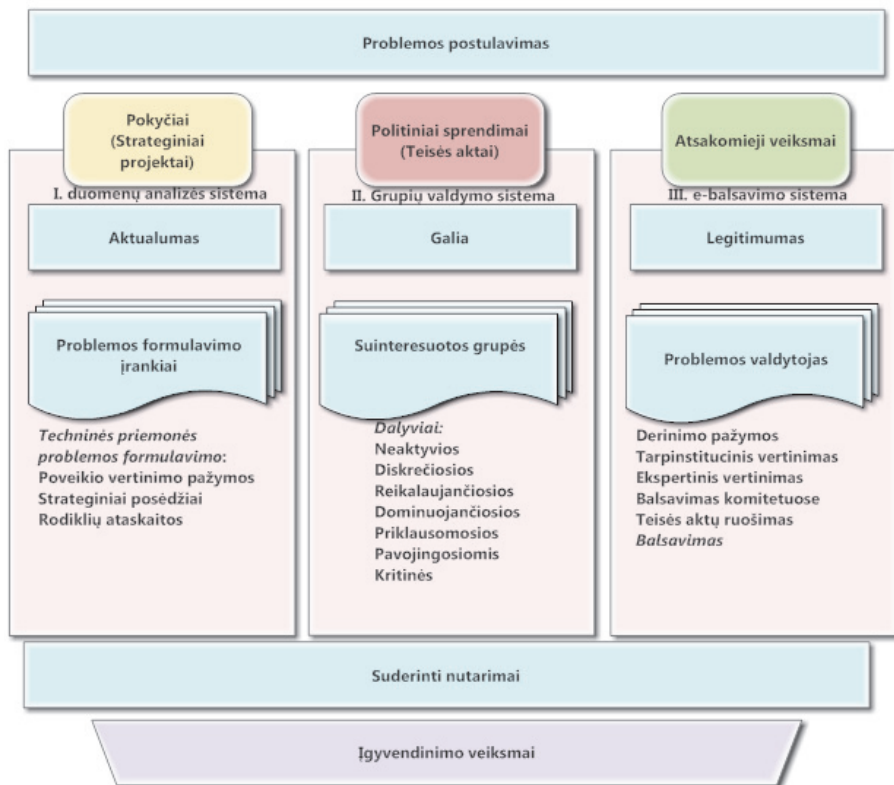 Problemos postulavimas
Pokyčiai
(Strateginiai
projektai)
I. duomenų analizės sistema
Aktualumas
Problemos formulavimo
įrankiai
Techninės priemonės
problemos formulavimo:
Poveikio vertinimo pažymos
Strateginiai posėdžiai
Rodiklių ataskaitos
Politiniai sprendimai
(Teisės aktai)
II. Grupių valdymo sistema
Galia
Suinteresuotos grupės
Dalyviai:
Neaktyvios
Diskrečiosios
Reikalaujančiosios
Dominuojančiosios
Priklausomosios
Pavojingosiomis
Kritinės
Atsakomieji veiksmai
III. e-balsavimo sistema
Legitimumas
Problemos valdytojas
Derinimo pažymos
Tarpinstitucinis vertinimas
Ekspertinis vertinimas
Balsavimas komitetuose
Teisės aktų ruošimas
Balsavimas
Suderinti nutarimai
Įgyvendinimo veiksmai